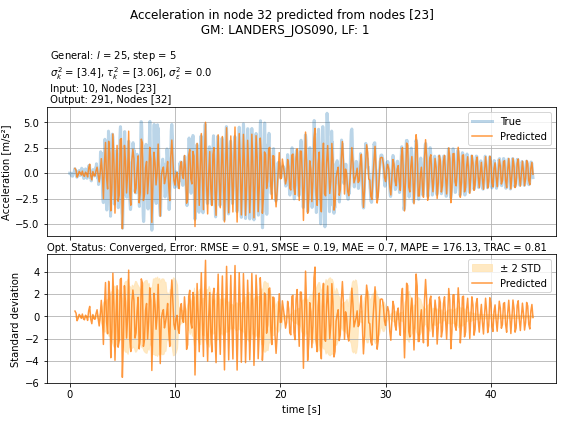 Acceleration in node 32 predicted from nodes [23]
GM: LANDERS_JOS090, LF: 1
General: l = 25, step = 5
σ²ₖ = [3.4], τ²ₖ = [3.06], σ²ε = 0.0
Input: 10, Nodes [23]
Output: 291, Nodes [32]
Acceleration [m/s²]
5.0
2.5
0.0
−2.5
−5.0
True
Predicted
Opt. Status: Converged, Error: RMSE = 0.91, SMSE = 0.19, MAE = 0.7, MAPE = 176.13, TRAC = 0.81
Standard deviation
4
2
0
−2
−4
−6
± 2 STD
Predicted
0 10 20 30 40
time [s]